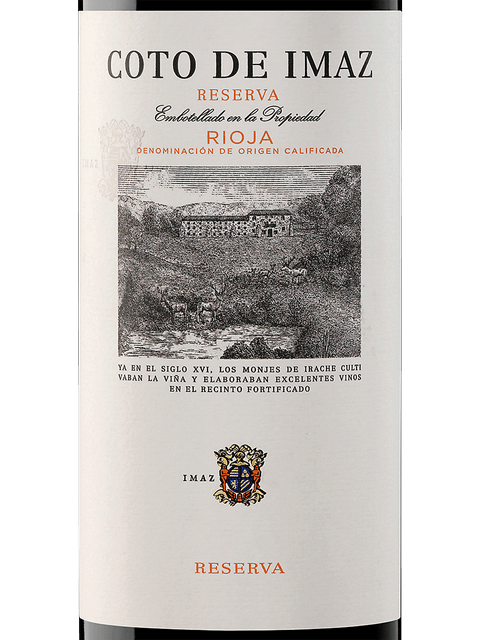 COTO DE IMAZ
RESERVA
Embotellado en la Propiedad
RIOJA
DENOMINACIÓN DE ORIGEN CALIFICADA
YA EN EL SIGLO XVI, LOS MONJES DE IRACHE CULTI
VABAN LA VIÑA Y ELABORABAN EXCELENTES VINOS
EN EL RECINTO FORTIFICADO
IMAZ
RESERVA